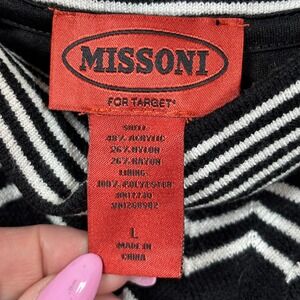 MISSONI
FOR TARGET
SHELL:
48% ACRYLIC
26% NYLON
26% RAYON
LINING:
100% POLYESTER
L
MADE IN
CHINA